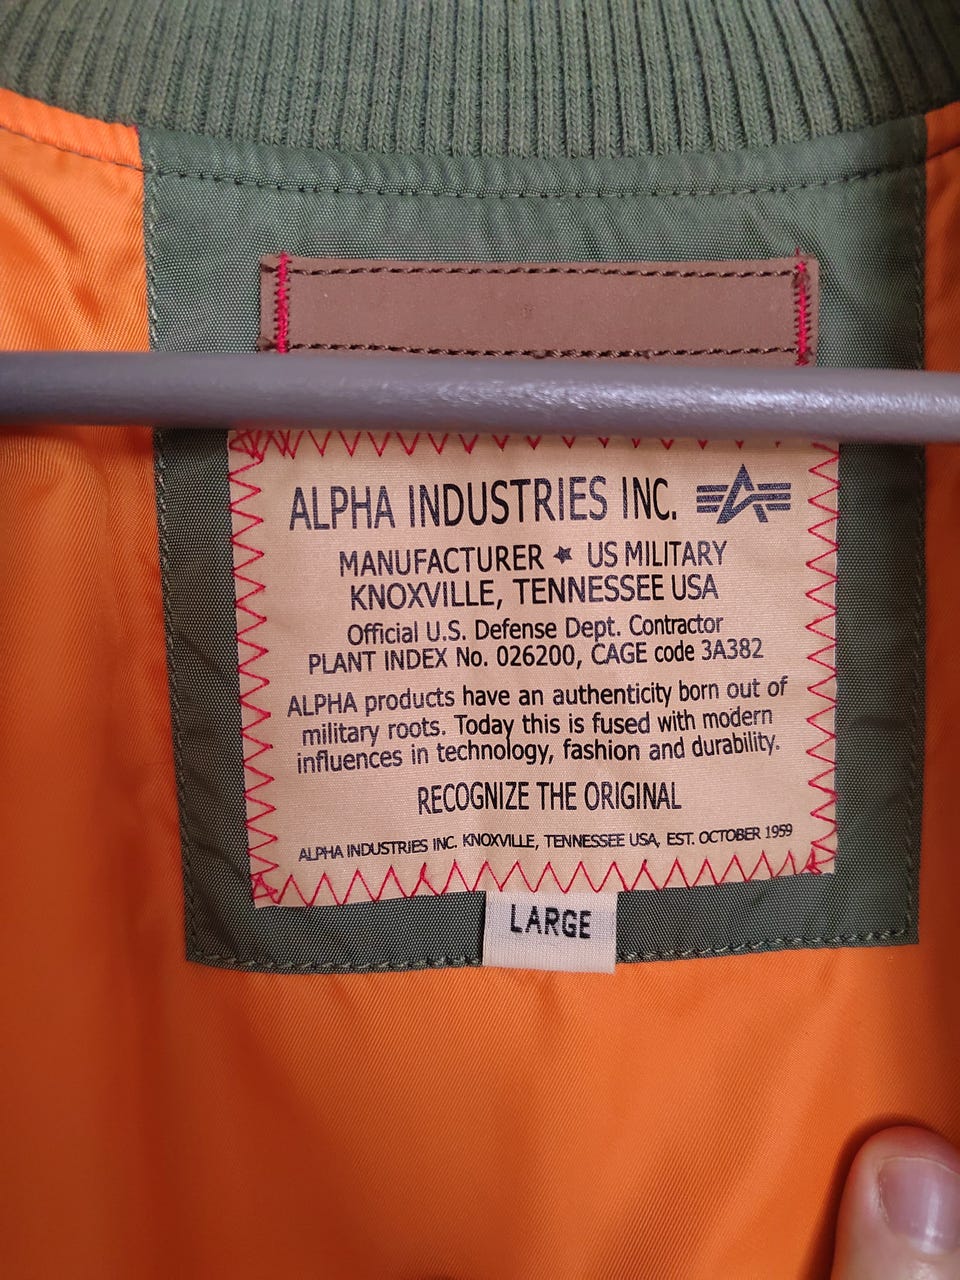 ALPHA INDUSTRIES INC.
MANUFACTURER ★ US MILITARY
KNOXVILLE, TENNESSEE USA
Official U.S. Defense Dept. Contractor
PLANT INDEX No. 026200, CAGE code 3A382
ALPHA products have an authenticity born out of
military roots. Today this is fused with modern
influences in technology, fashion and durability.
RECOGNIZE THE ORIGINAL
ALPHA INDUSTRIES INC. KNOXVILLE, TENNESSEE USA, EST. OCTOBER 1959
LARGE